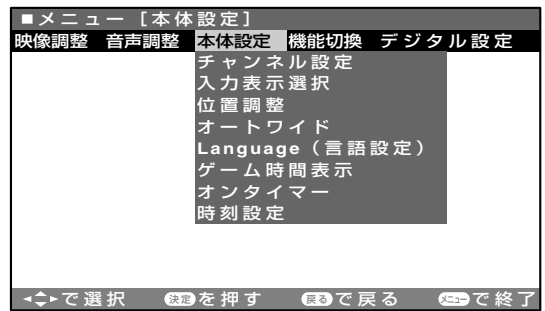 ■メニュー［本体設定］
映像調整 音声調整 本体設定 機能切換 デジタル設定
チャンネル設定
入力表示選択
位置調整
オートワイド
Language（言語設定）
ゲーム時間表示
オンタイマー
時刻設定
で選択 決定を押す 戻るで戻る メニューで終了